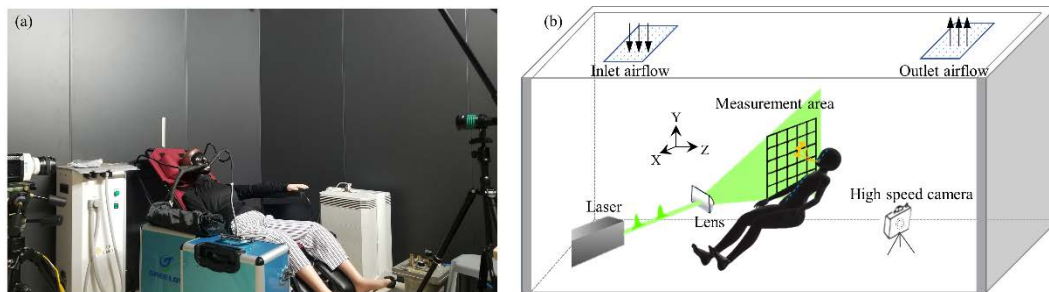 (a)
(b)
Inlet airflow
Outlet airflow
Measurement area
Y
X
Z
High speed camera
Laser
Lens